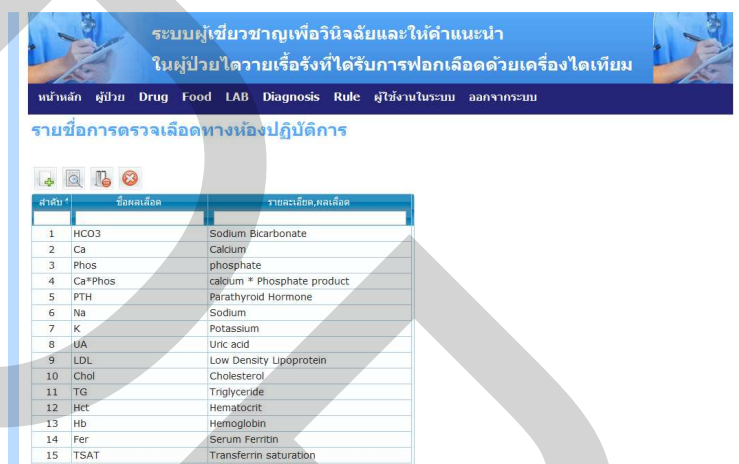 ระบบผู้เชี่ยวชาญเพื่อวินิจฉัยและให้คำแนะนำ
ในผู้ป่วยไตวายเรื้อรังที่ได้รับการฟอกเลือดด้วยเครื่องไตเทียม
หน้าหลัก ผู้ป่วย Drug Food LAB Diagnosis Rule ผู้ใช้งานในระบบ ออกจากระบบ
รายชื่อการตรวจเลือดทางห้องปฏิบัติการ
ลำดับ ชื่อผลเลือด รายละเอียด,ผลเลือด
1 HCO3 Sodium Bicarbonate
2 Ca Calcium
3 Phos phosphate
4 Ca*Phos calcium * Phosphate product
5 PTH Parathyroid Hormone
6 Na Sodium
7 K Potassium
8 UA Uric acid
9 LDL Low Density Lipoprotein
10 Chol Cholesterol
11 TG Triglyceride
12 Hct Hematocrit
13 Hb Hemoglobin
14 Fer Serum Ferritin
15 TSAT Transferrin saturation